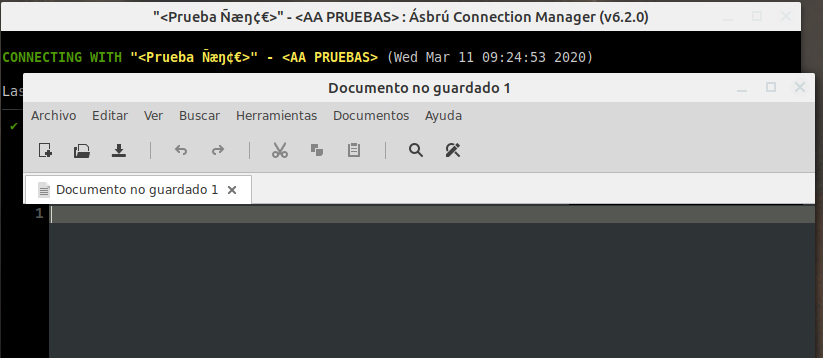 "<Prueba Ñæŋ¢€>" - <AA PRUEBAS> : Ásbrú Connection Manager (v6.2.0)
CONNECTING WITH "<Prueba Ñæŋ¢€>" - <AA PRUEBAS> (Wed Mar 11 09:24:53 2020)
Las
Documento no guardado 1
Archivo Editar Ver Buscar Herramientas Documentos Ayuda
Documento no guardado 1
1